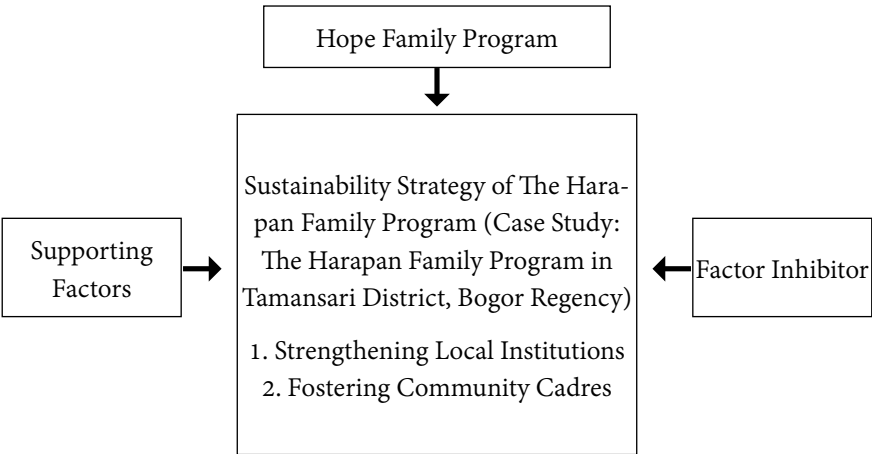 Hope Family Program
Sustainability Strategy of The Hara-
pan Family Program (Case Study:
The Harapan Family Program in
Tamansari District, Bogor Regency)
1. Strengthening Local Institutions
2. Fostering Community Cadres
Supporting
Factors
Factor Inhibitor